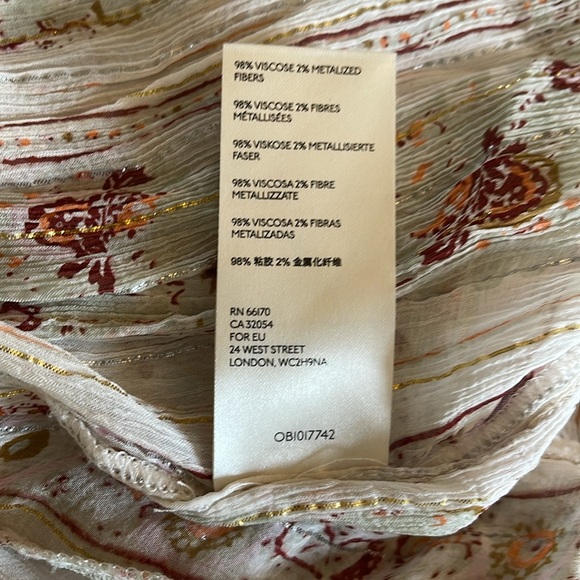 98% VISCOSE 2% METALIZED
FIBERS
98% VISCOSE 2% FIBRES
MÉTALLISÉES
98% VISKOSE 2% METALLISIERTE
FASER
98% VISCOSA 2% FIBRE
METALLIZZATE
98% VISCOSA 2% FIBRAS
METALIZADAS
98% 粘胶 2% 金属化纤维
RN 66170
CA 32054
FOR EU
24 WEST STREET
LONDON, WC2H9NA
OB1017742